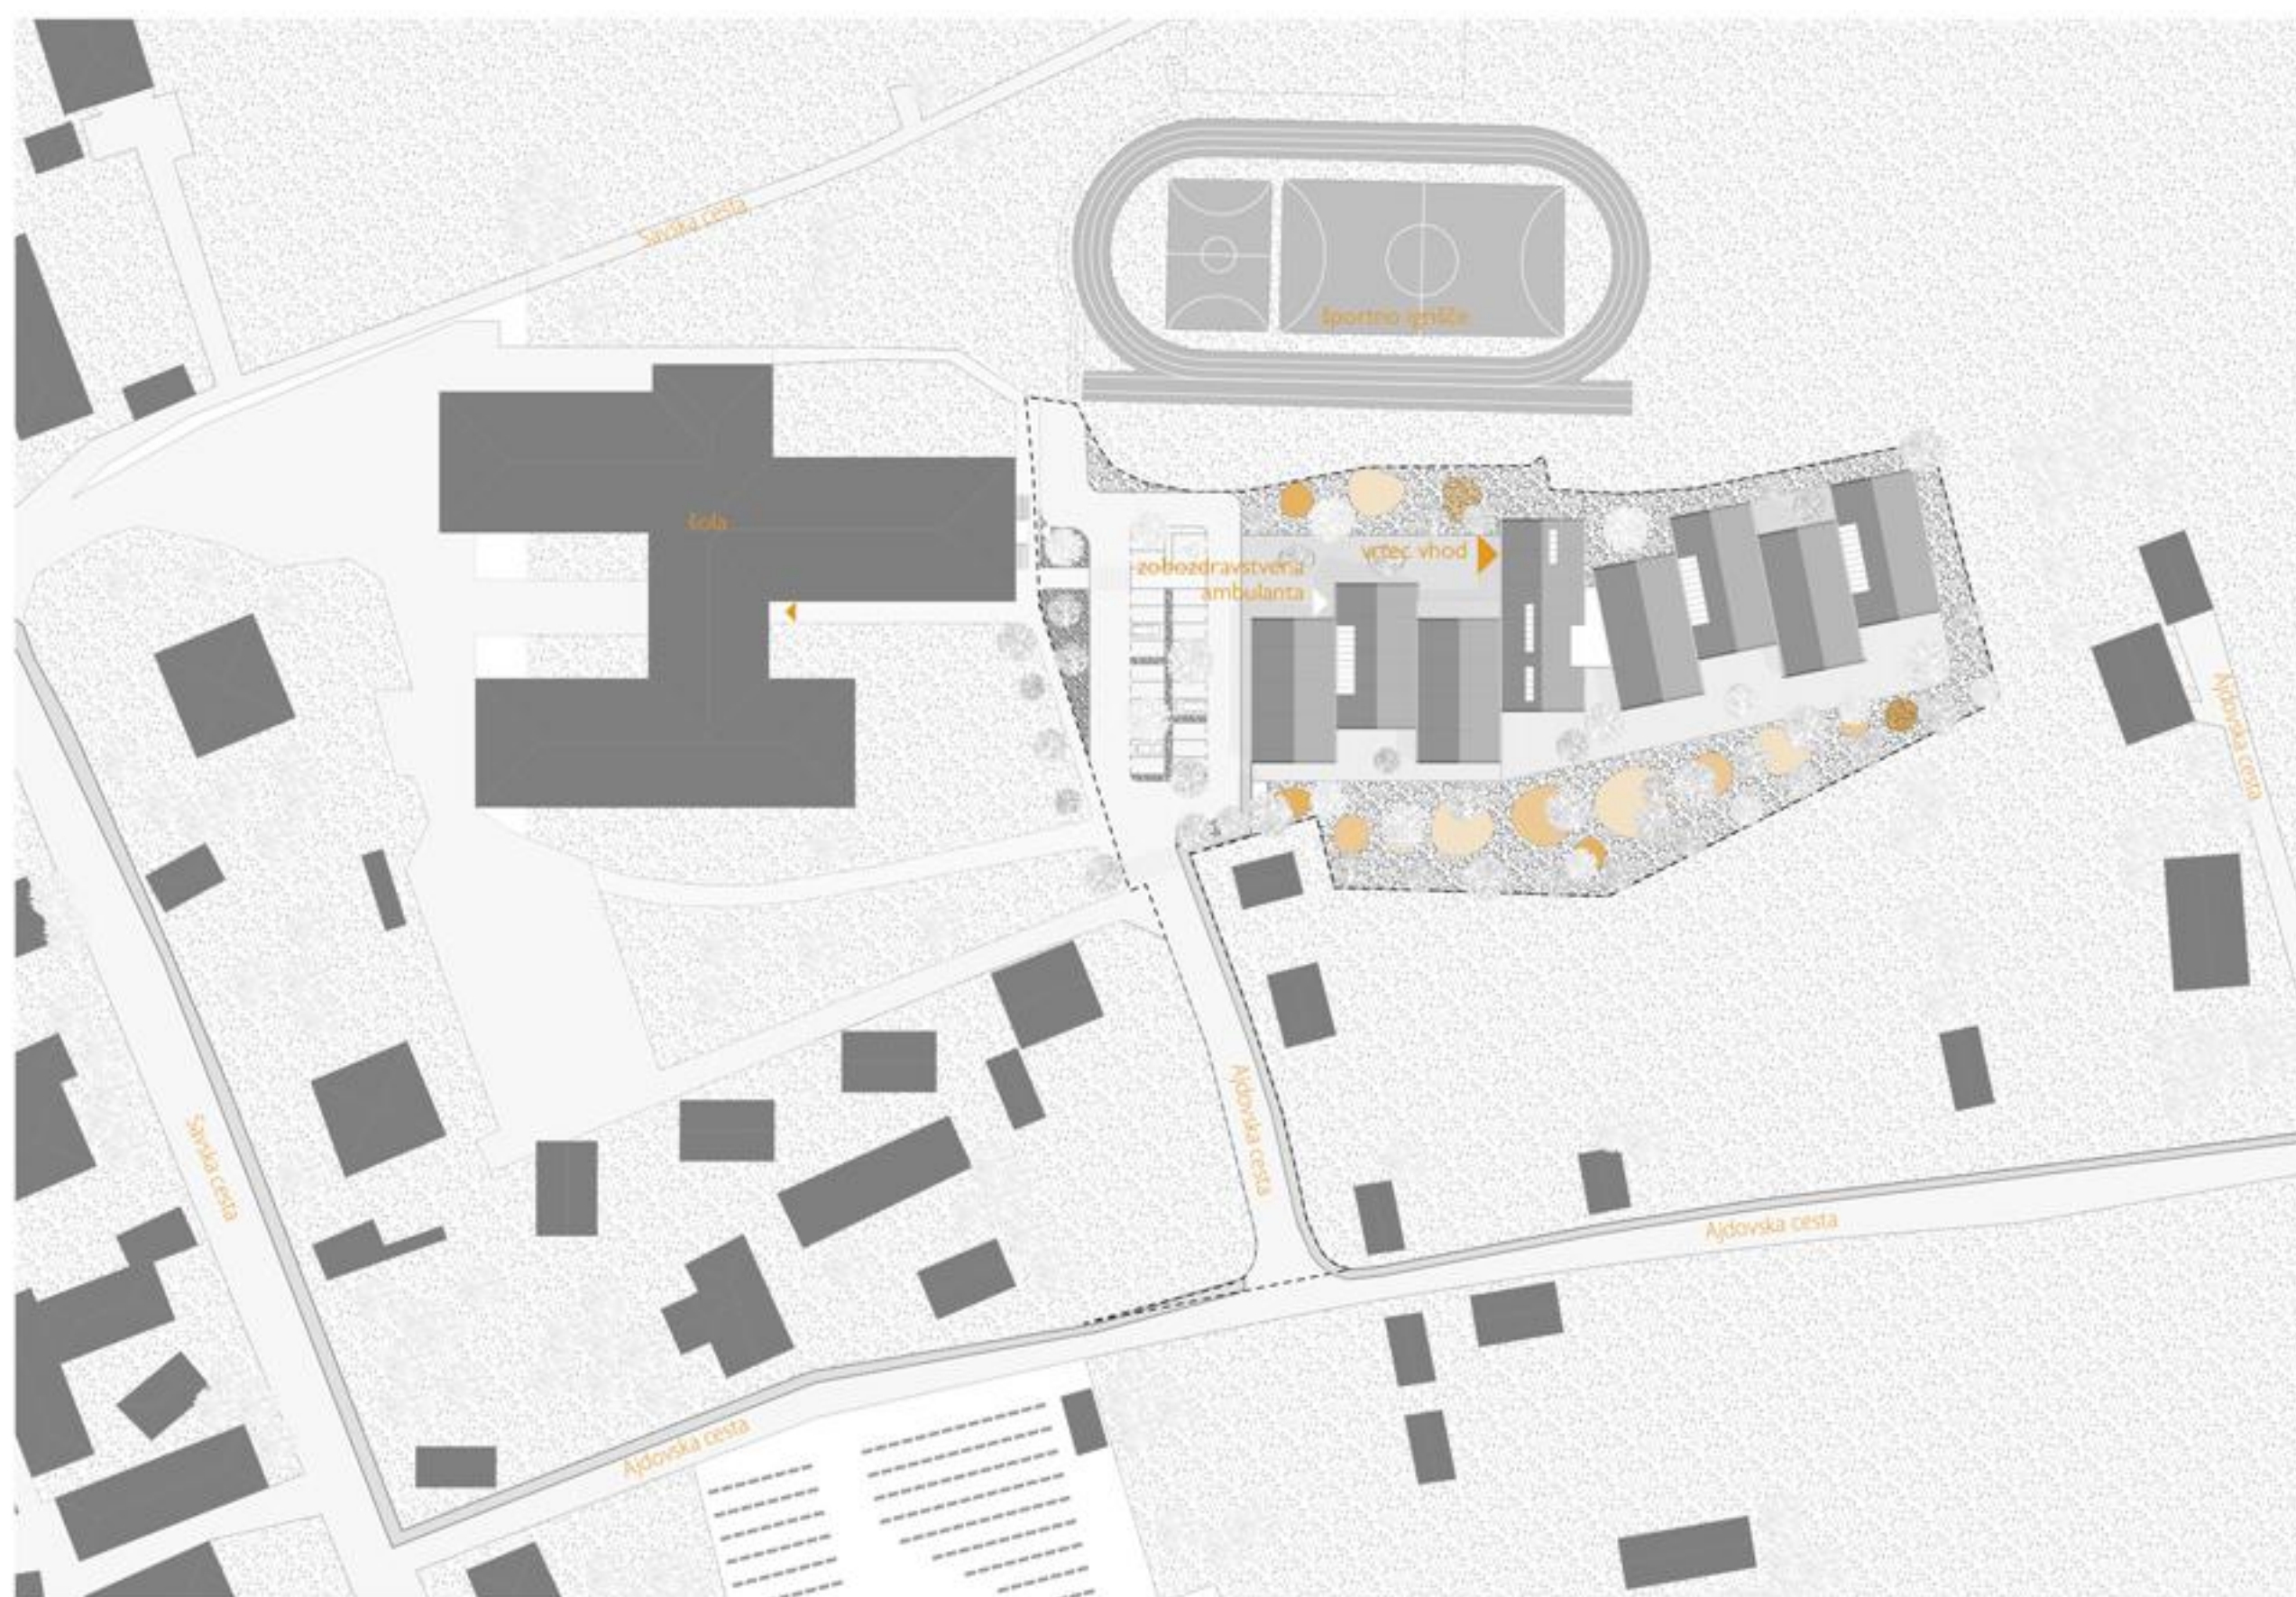 Savska cesta
športno igrišče
šola
vrtec vhod
zobozdravstvena
ambulanta
Ajdovska cesta
Savska cesta
Ajdovska cesta
Ajdovska cesta
Ajdovska cesta